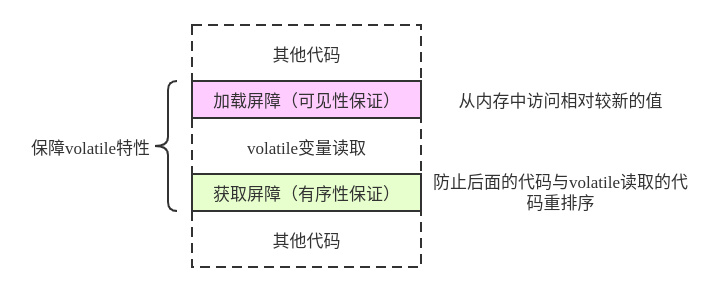 其他代码
加载屏障（可见性保证）
从内存中访问相对较新的值
保障volatile特性
volatile变量读取
获取屏障（有序性保证）
防止后面的代码与volatile读取的代
码重排序
其他代码